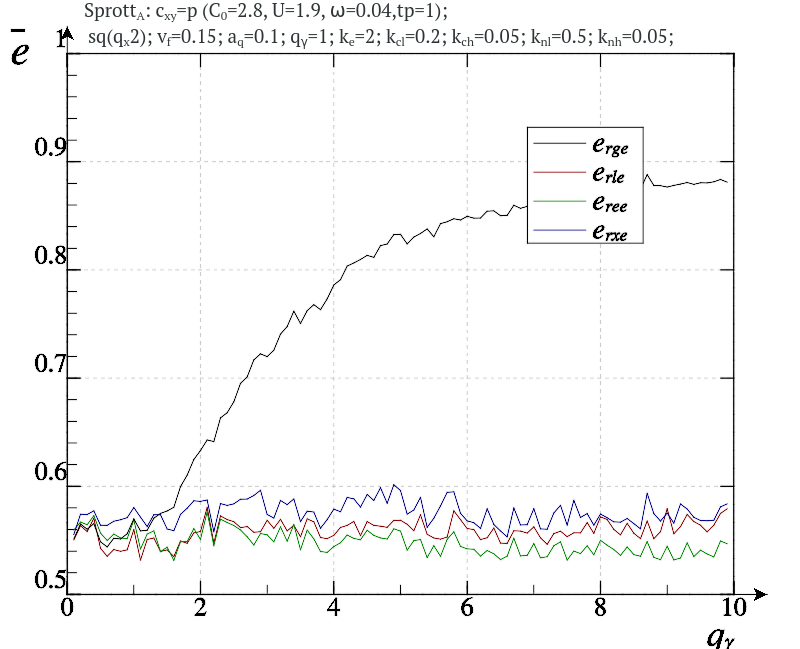 Sprott_A: c_xy=p (C_0=2.8, U=1.9, ω=0.04,tp=1);
sq(q_x2); v_f=0.15; a_q=0.1; q_γ=1; k_e=2; k_cl=0.2; k_ch=0.05; k_nl=0.5; k_nh=0.05;
e̅
1
0.9
0.8
0.7
0.6
0.5
e_rge
e_rle
e_ree
e_rxe
0 2 4 6 8 10
q_γ